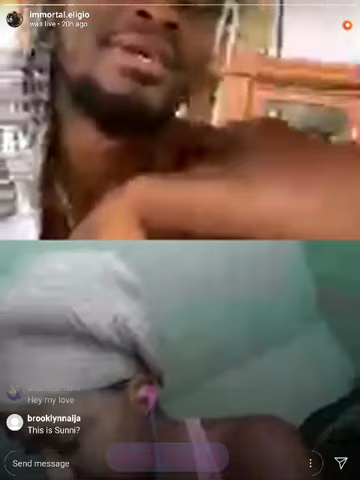 immortal.eligio
was live • 20h ago
Hey my love
brooklynnaija
This is Sunni?
Send message